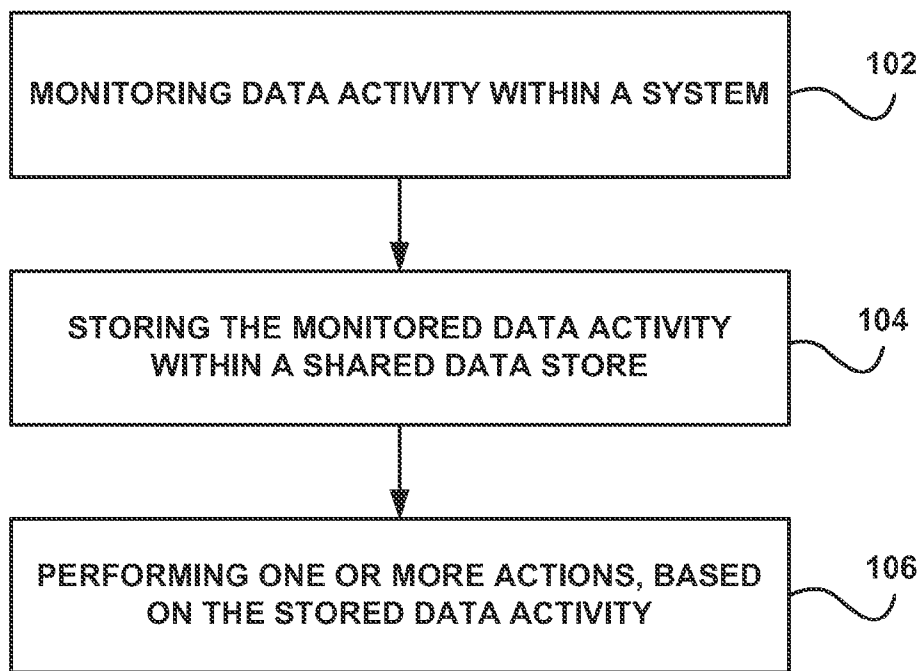 MONITORING DATA ACTIVITY WITHIN A SYSTEM
102
STORING THE MONITORED DATA ACTIVITY
WITHIN A SHARED DATA STORE
104
PERFORMING ONE OR MORE ACTIONS, BASED
ON THE STORED DATA ACTIVITY
106